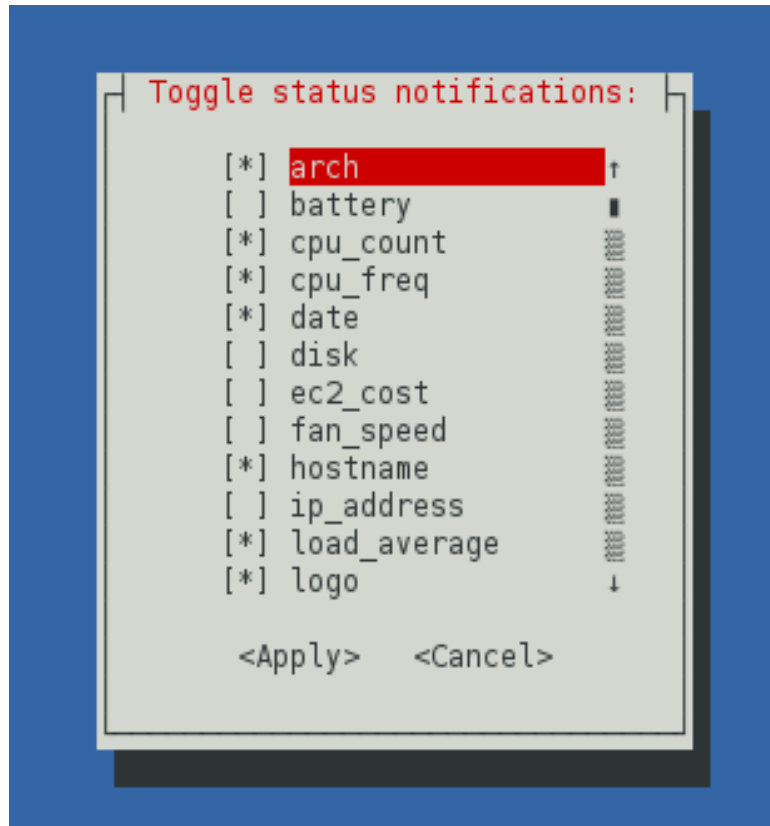 Toggle status notifications:
[*] arch ↑
[ ] battery
[*] cpu_count
[*] cpu_freq
[*] date
[ ] disk
[ ] ec2_cost
[ ] fan_speed
[*] hostname
[ ] ip_address
[*] load_average
[*] logo ↓
<Apply> <Cancel>